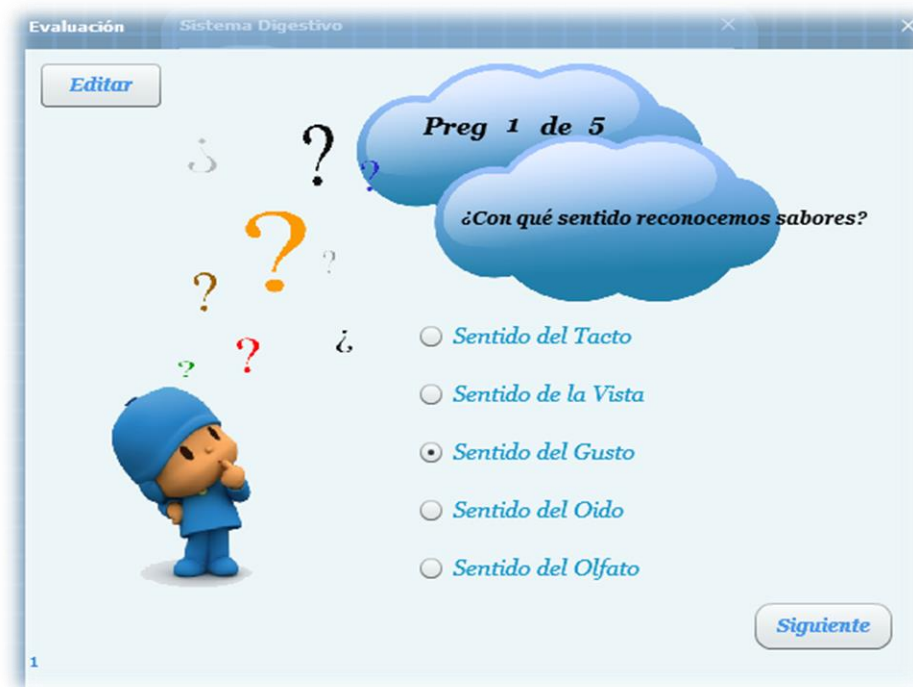 Evaluación
Sistema Digestivo
Editar
Preg 1 de 5
¿Con qué sentido reconocemos sabores?
Sentido del Tacto
Sentido de la Vista
Sentido del Gusto
Sentido del Oido
Sentido del Olfato
Siguiente
1